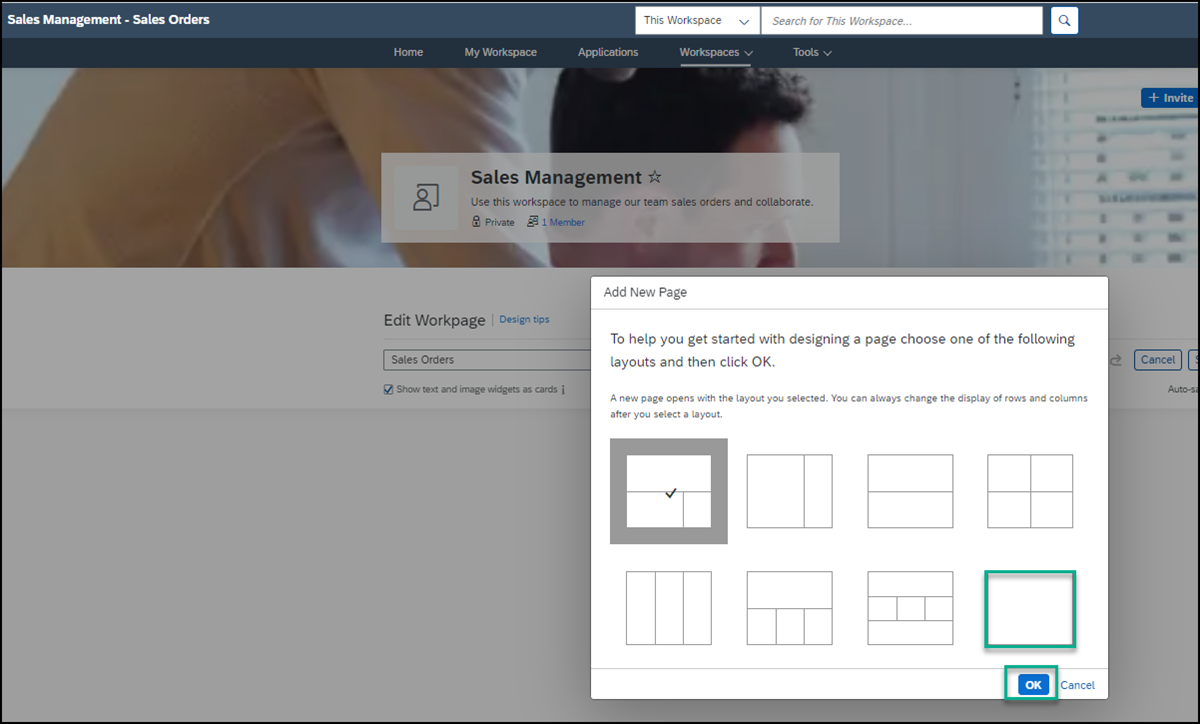 Sales Management - Sales Orders
This Workspace
Search for This Workspace...
Home
My Workspace
Applications
Workspaces
Tools
+ Invite
Sales Management
Use this workspace to manage our team sales orders and collaborate.
Private
1 Member
Add New Page
To help you get started with designing a page choose one of the following
layouts and then click OK.
Edit Workpage
Design tips
Sales Orders
Cancel
Show text and image widgets as cards
Auto-sa
A new page opens with the layout you selected. You can always change the display of rows and columns
after you select a layout.
OK
Cancel